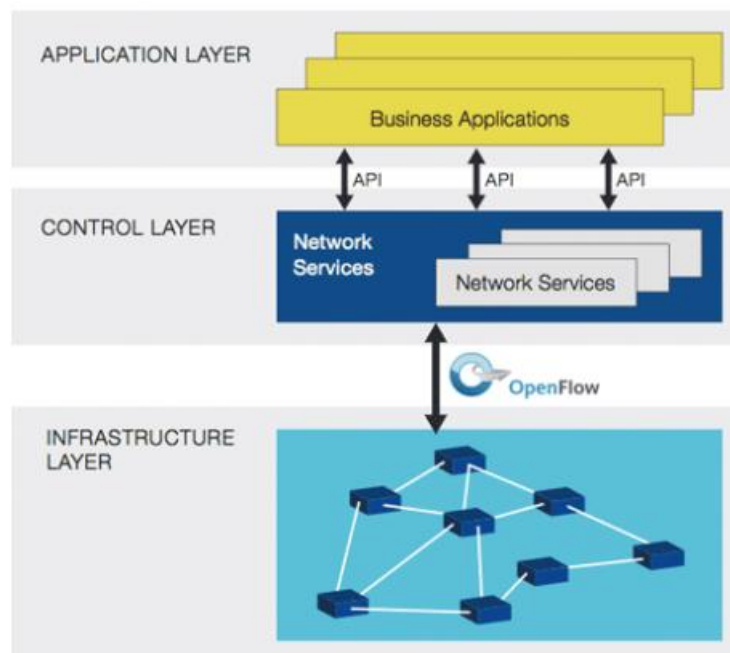 APPLICATION LAYER
Business Applications
API
API
API
CONTROL LAYER
Network
Services
Network Services
OpenFlow
INFRASTRUCTURE
LAYER